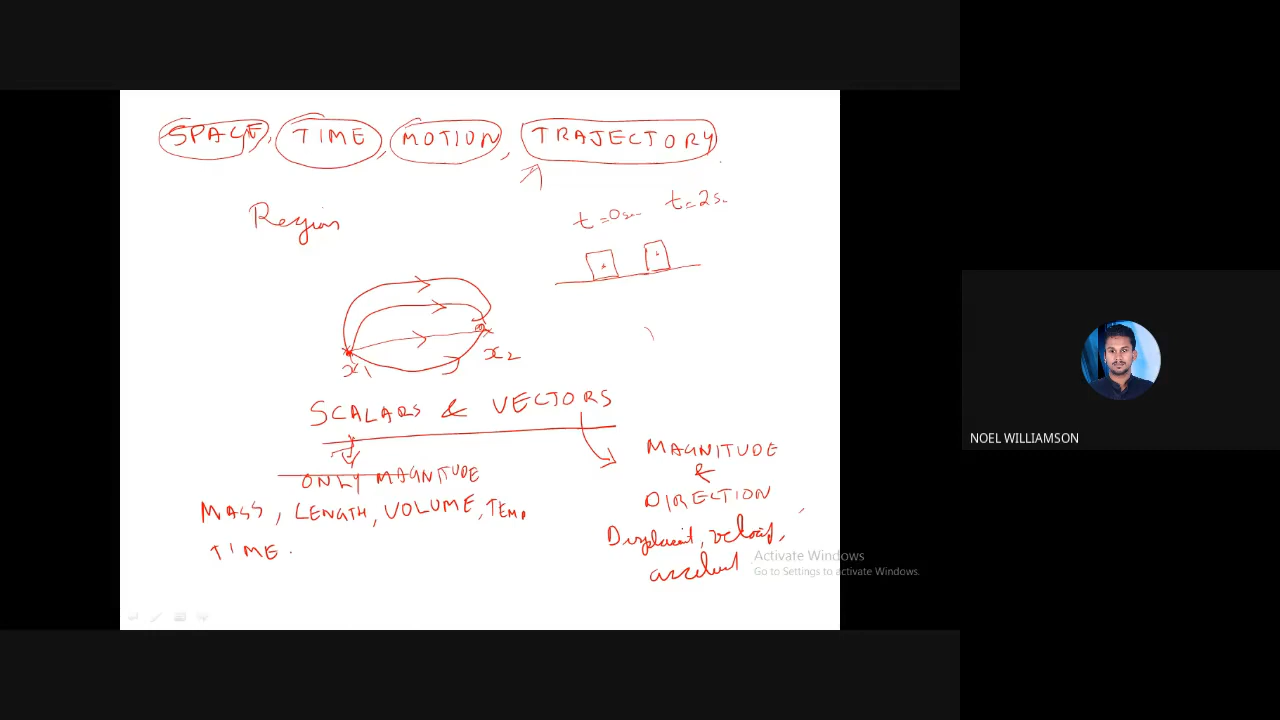 SPACE, TIME, MOTION, TRAJECTORY
Region
t=0s t=2s
x1
x2
SCALARS & VECTORS
ONLY MAGNITUDE
MASS, LENGTH, VOLUME, TEMP
TIME.
MAGNITUDE
&
DIRECTION
Displacement, velocity,
Activate Windows
Go to Settings to activate Windows.
NOEL WILLIAMSON